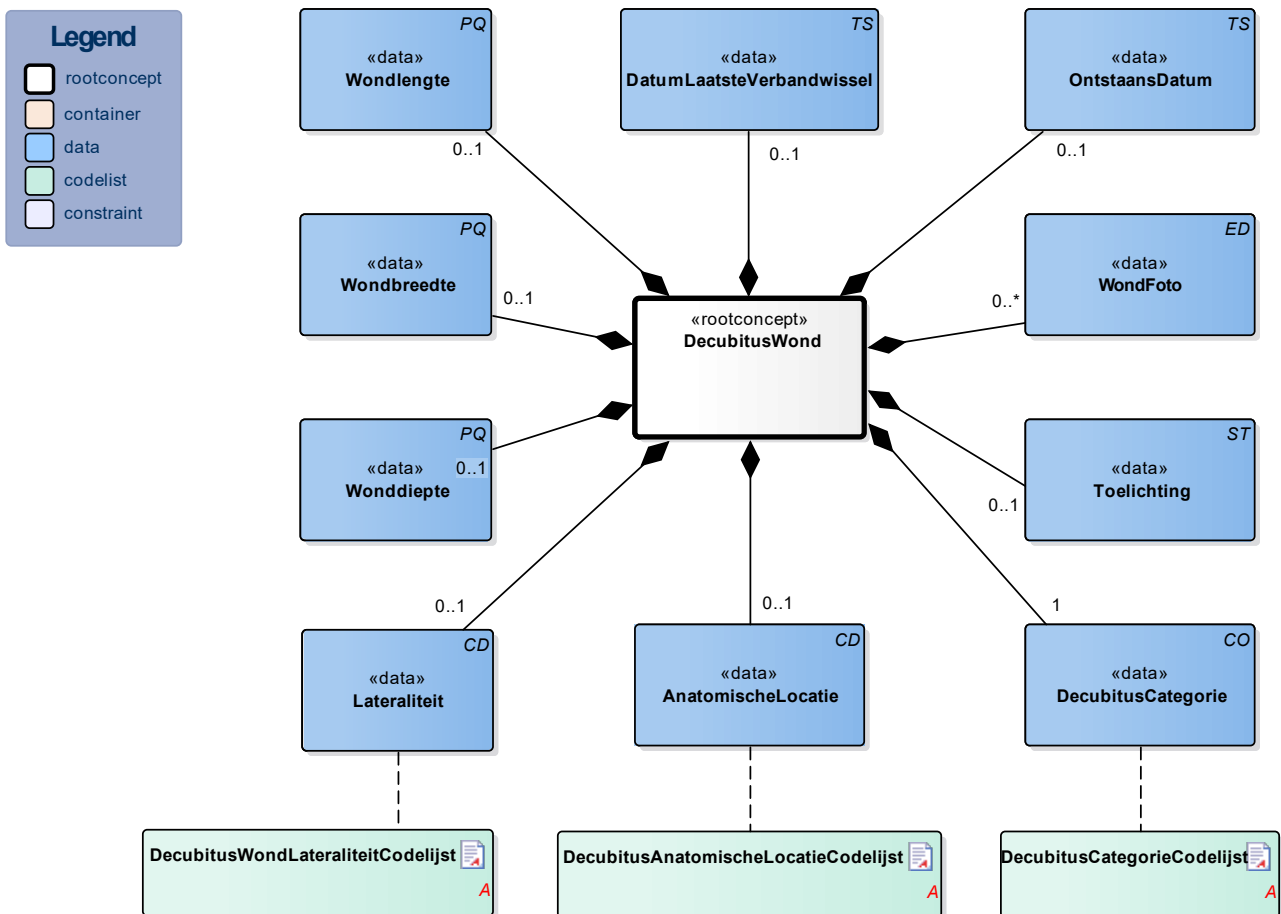 Legend
rootconcept
container
data
codelist
constraint
PQ
«data»
Wondlengte
0..1
TS
«data»
DatumLaatsteVerbandwissel
0..1
TS
«data»
OntstaansDatum
0..1
PQ
«data»
Wondbreedte
0..1
«rootconcept»
DecubitusWond
ED
«data»
WondFoto
0..*
PQ
«data»
Wonddiepte
0..1
ST
«data»
Toelichting
0..1
0..1
CD
«data»
Lateraliteit
0..1
CD
«data»
AnatomischeLocatie
1
CO
«data»
DecubitusCategorie
DecubitusWondLateraliteitCodelijst
A
DecubitusAnatomischeLocatieCodelijst
A
DecubitusCategorieCodelijst
A